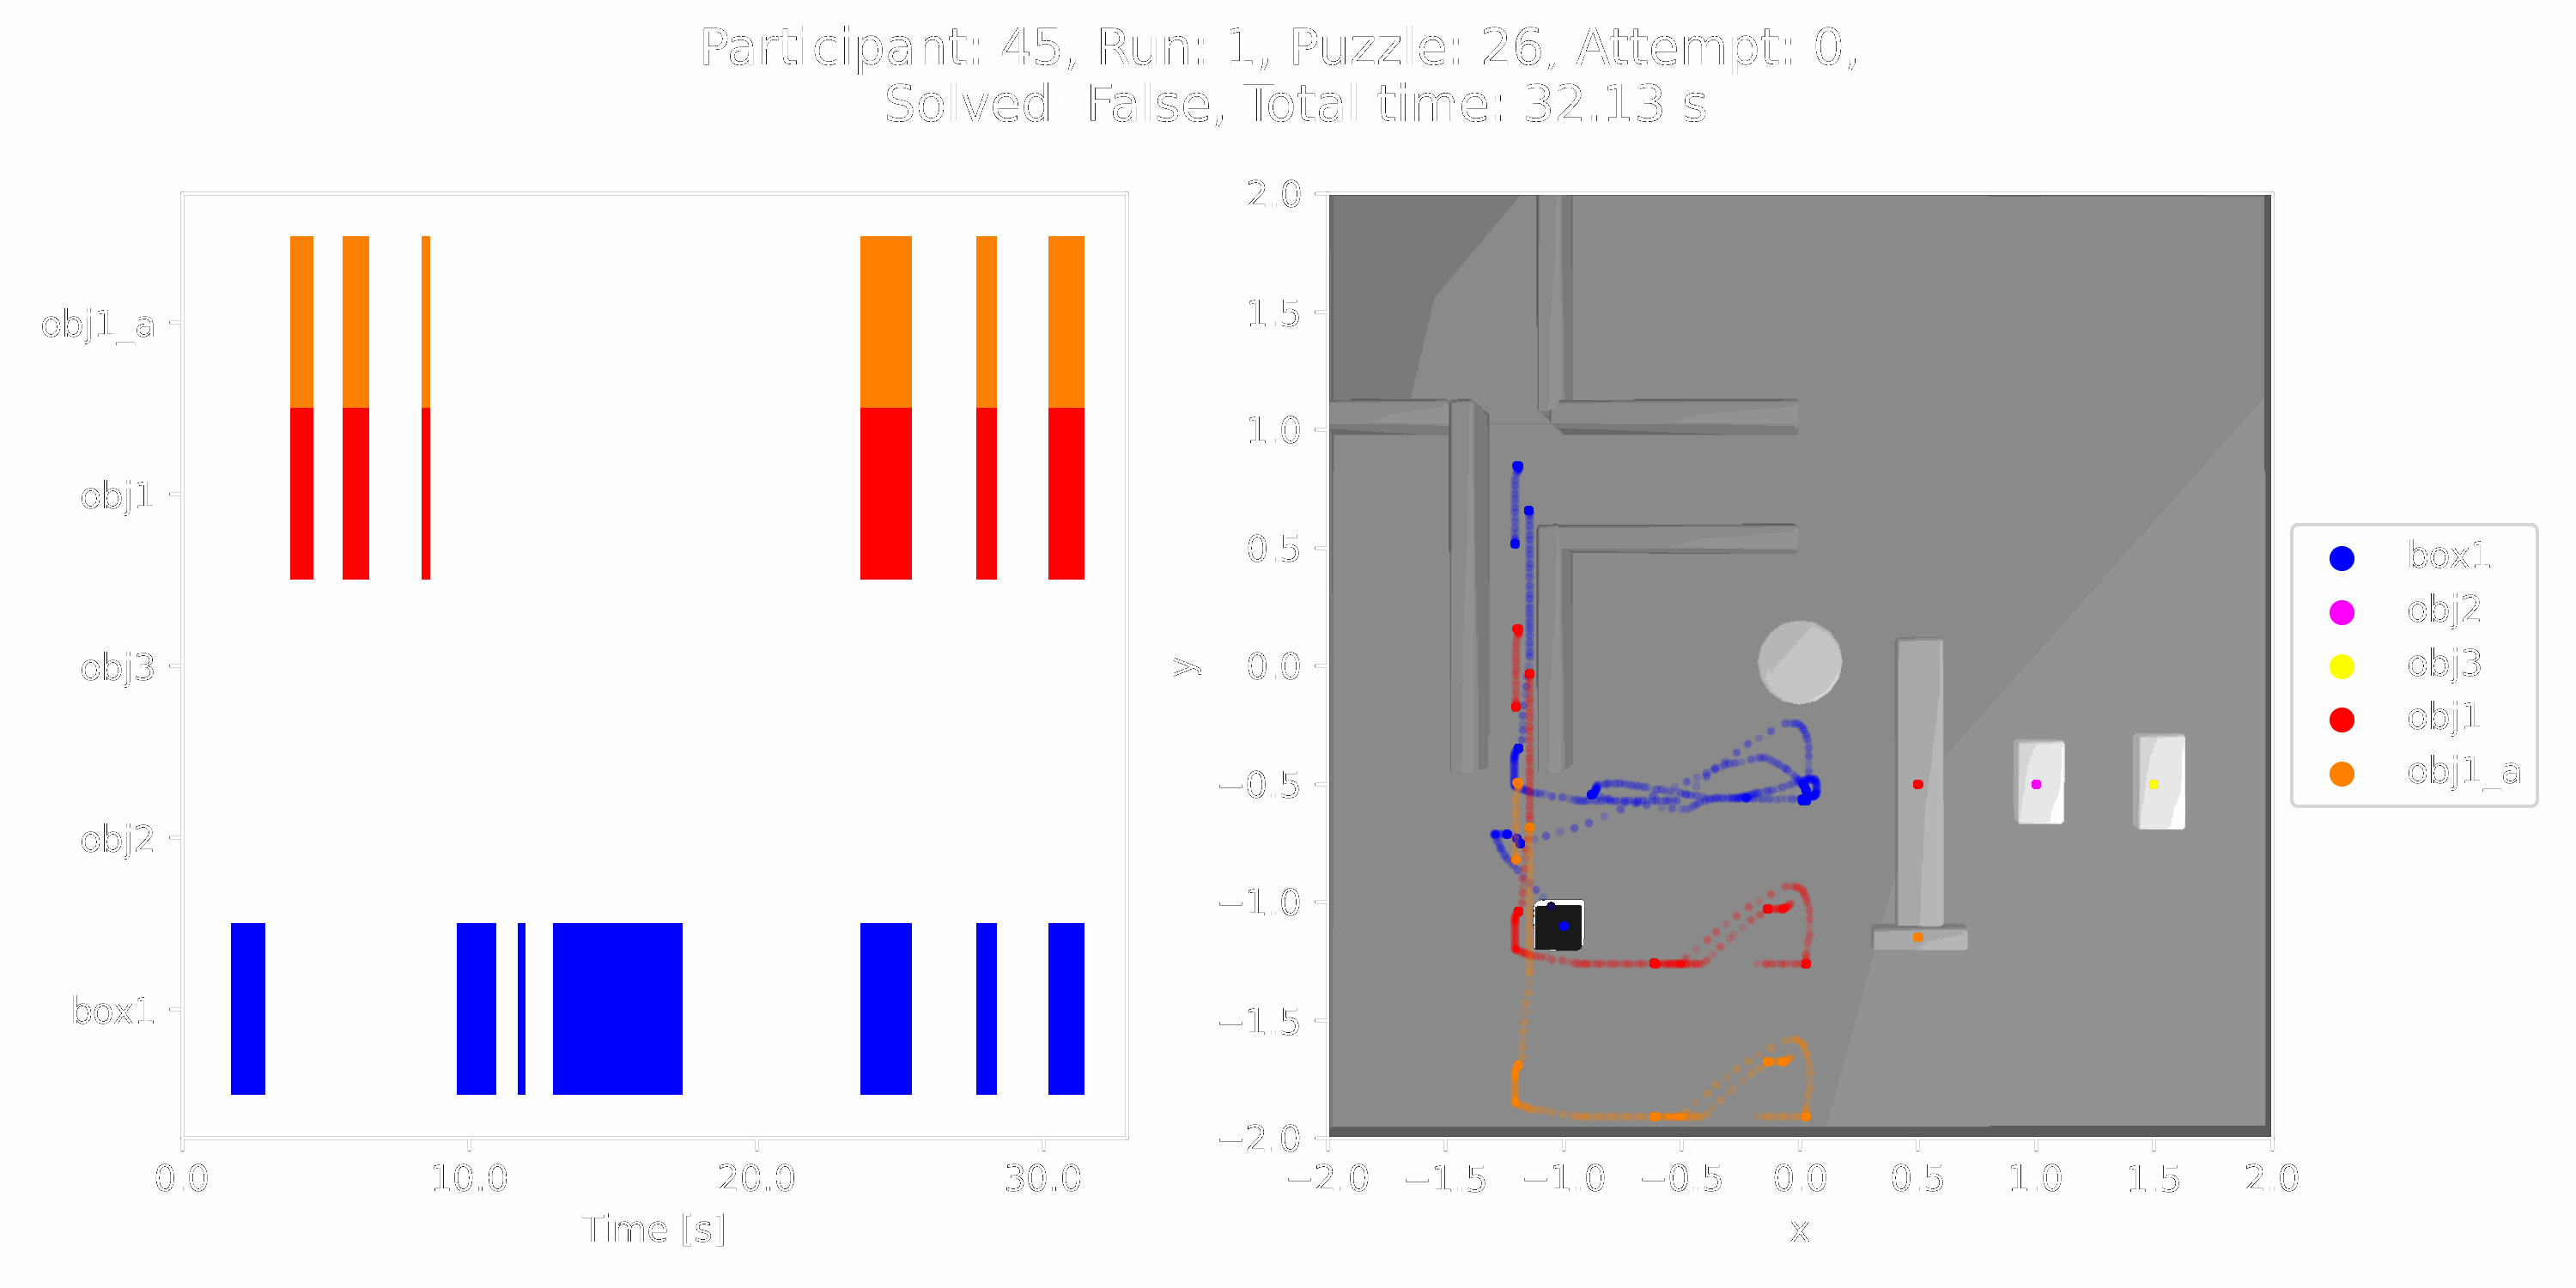 Participant: 45, Run: 1, Puzzle: 26, Attempt: 0,
Solved False, Total time: 32.13 s
obj1_a
obj1
obj3
obj2
box1
0.0 10.0 20.0 30.0
Time [s]
2.0
1.5
1.0
0.5
0.0
−0.5
−1.0
−1.5
−2.0
y
−2.0 −1.5 −1.0 −0.5 0.0 0.5 1.0 1.5 2.0
x
box1
obj2
obj3
obj1
obj1_a